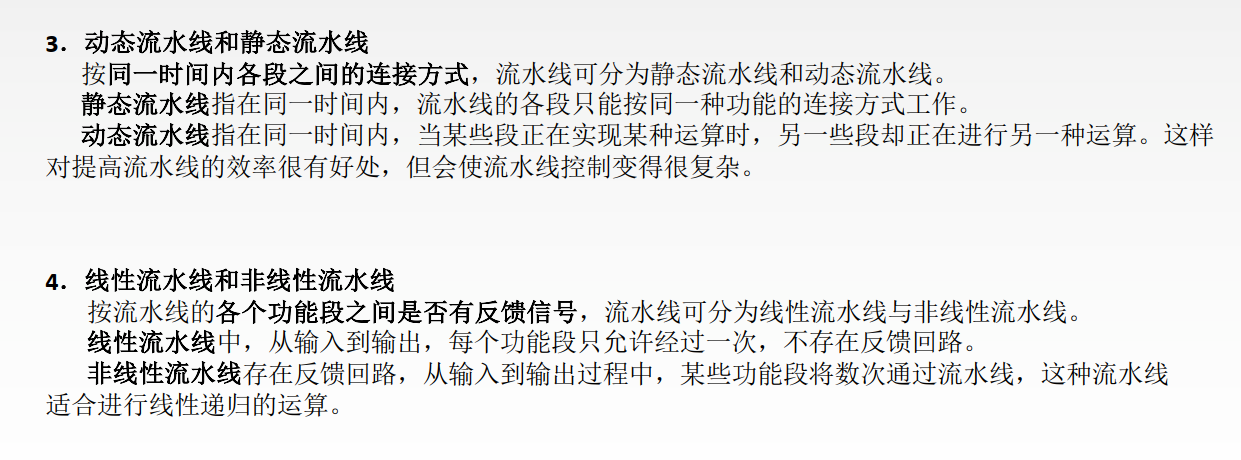 3．动态流水线和静态流水线
按同一时间内各段之间的连接方式，流水线可分为静态流水线和动态流水线。
静态流水线指在同一时间内，流水线的各段只能按同一种功能的连接方式工作。
动态流水线指在同一时间内，当某些段正在实现某种运算时，另一些段却正在进行另一种运算。这样
对提高流水线的效率很有好处，但会使流水线控制变得很复杂。
4．线性流水线和非线性流水线
按流水线的各个功能段之间是否有反馈信号，流水线可分为线性流水线与非线性流水线。
线性流水线中，从输入到输出，每个功能段只允许经过一次，不存在反馈回路。
非线性流水线存在反馈回路，从输入到输出过程中，某些功能段将数次通过流水线，这种流水线
适合进行线性递归的运算。